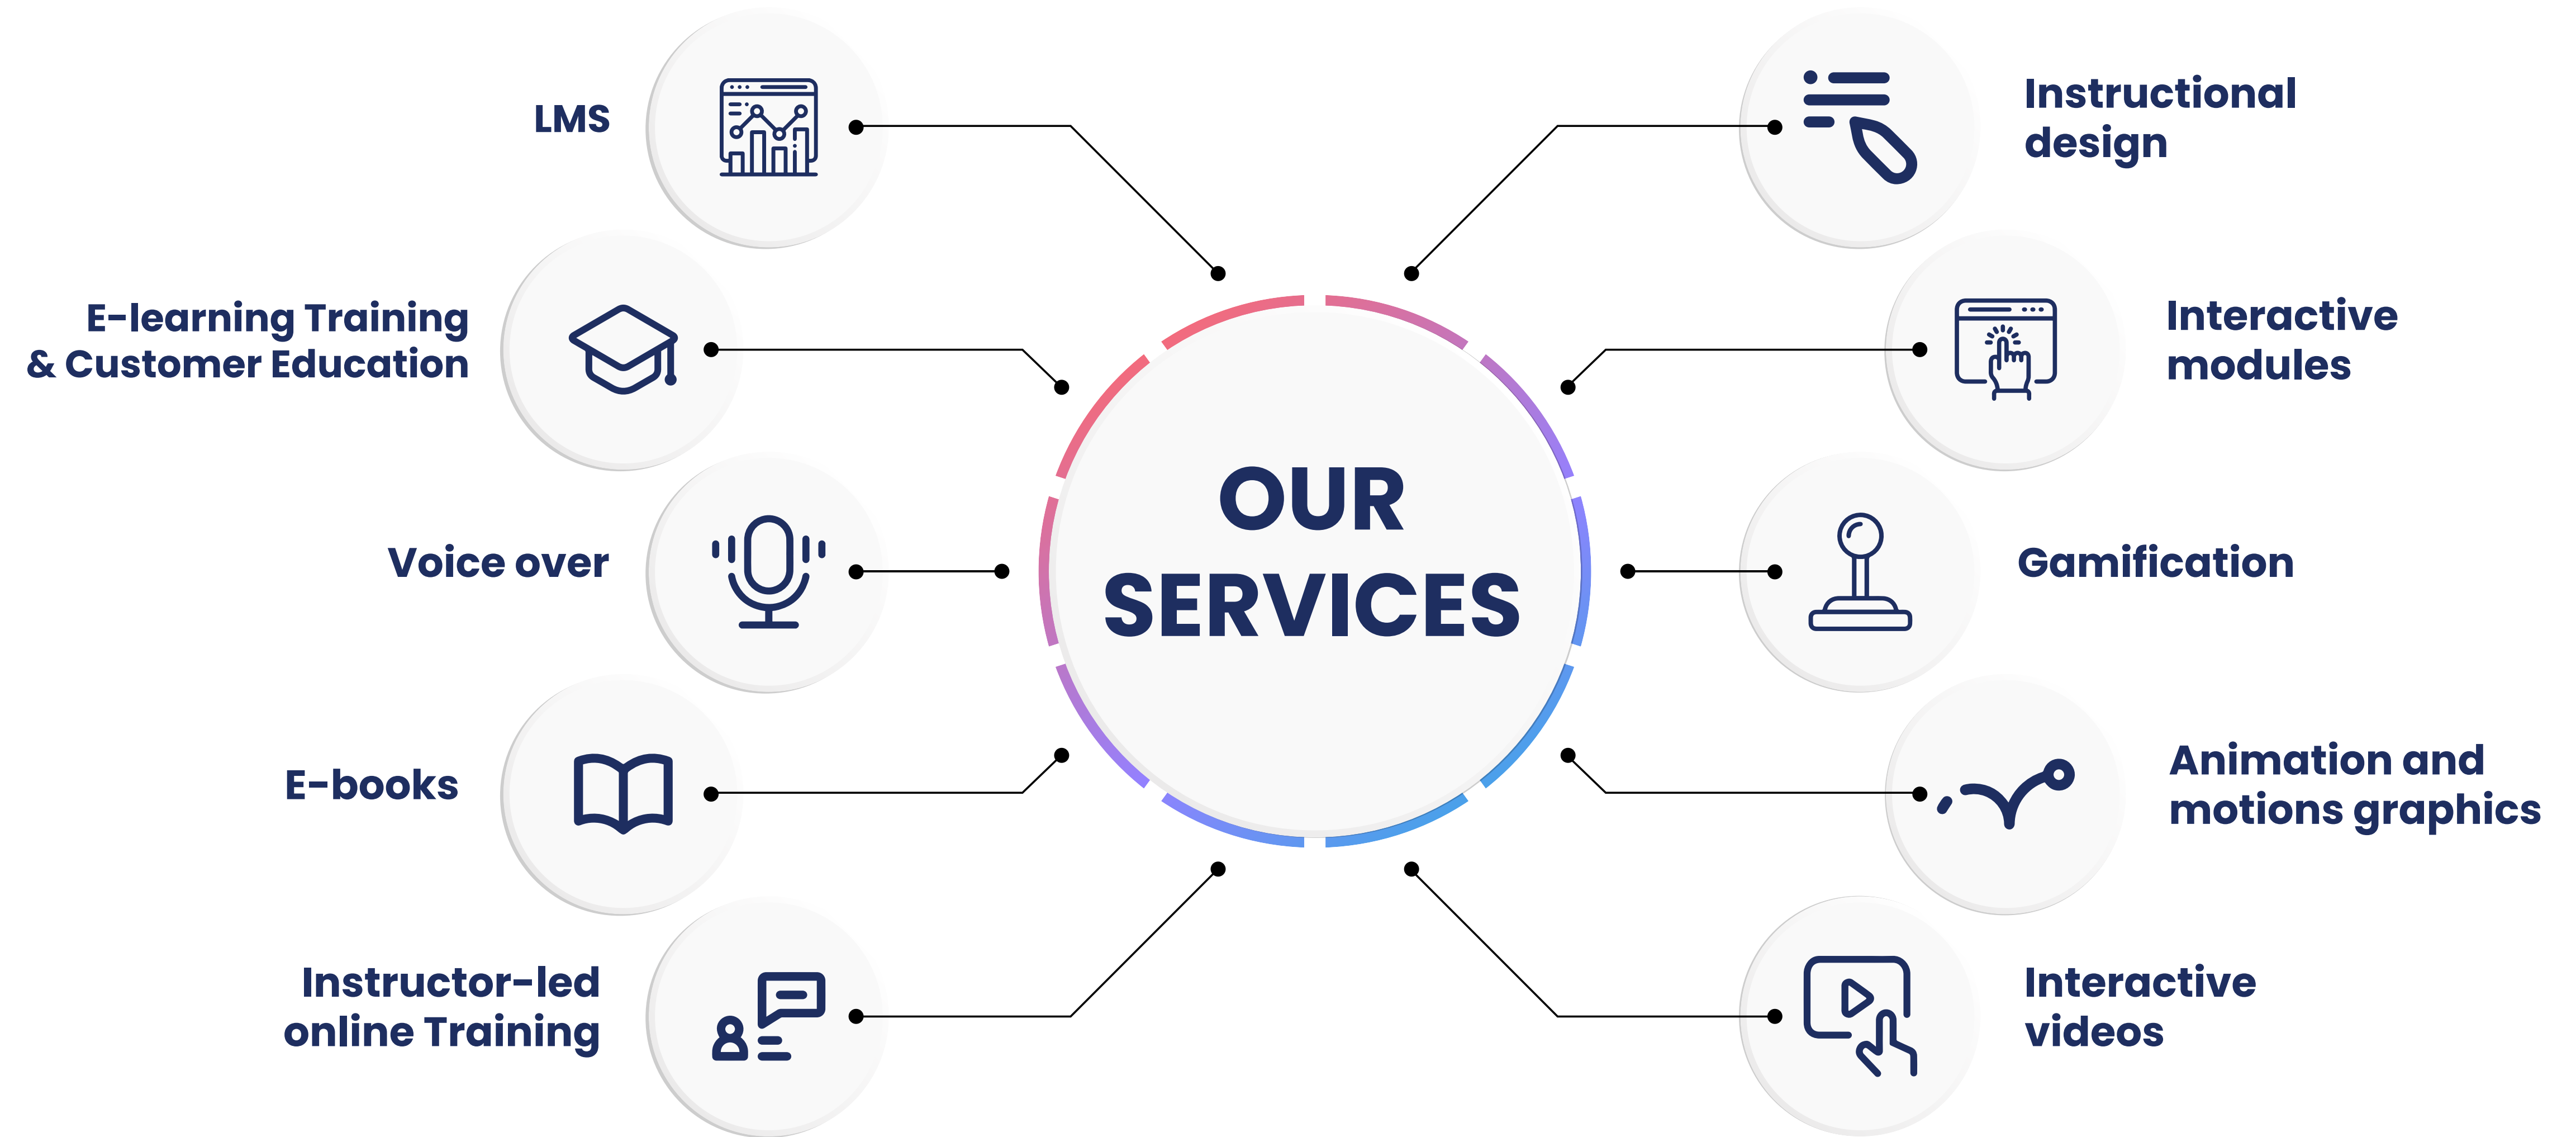 LMS
E-learning Training
& Customer Education
Voice over
E-books
Instructor-led
online Training
OUR
SERVICES
Instructional
design
Interactive
modules
Gamification
Animation and
motions graphics
Interactive
videos